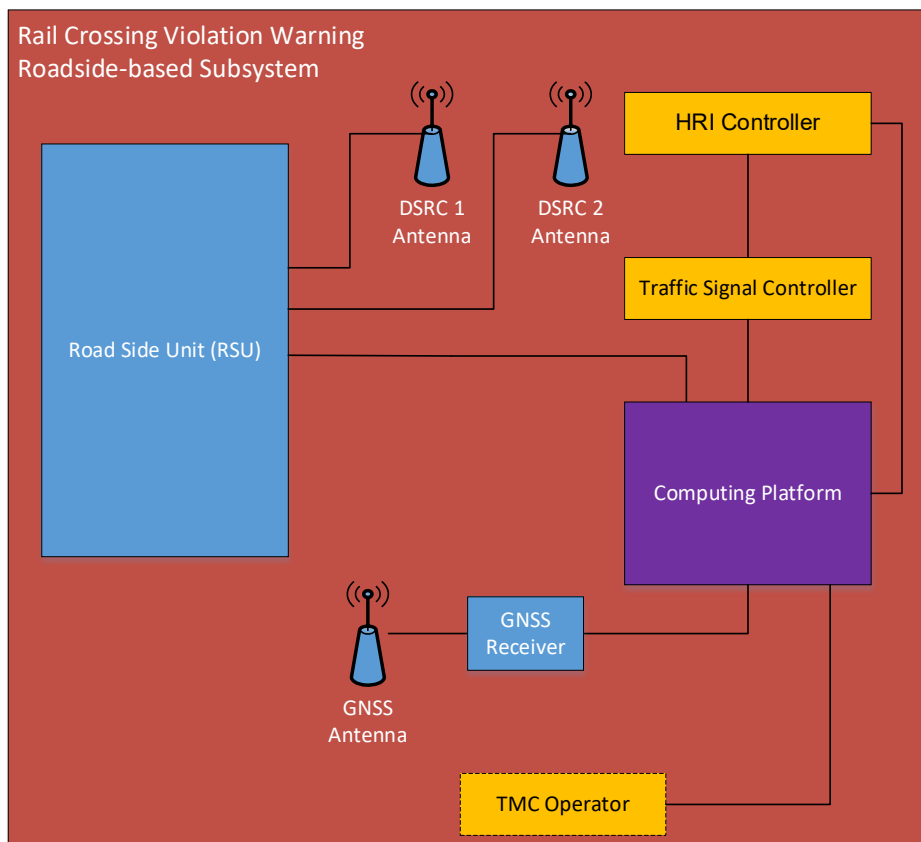 Rail Crossing Violation Warning
Roadside-based Subsystem
HRI Controller
DSRC 1
Antenna
DSRC 2
Antenna
Traffic Signal Controller
Road Side Unit (RSU)
Computing Platform
GNSS
Receiver
GNSS
Antenna
TMC Operator